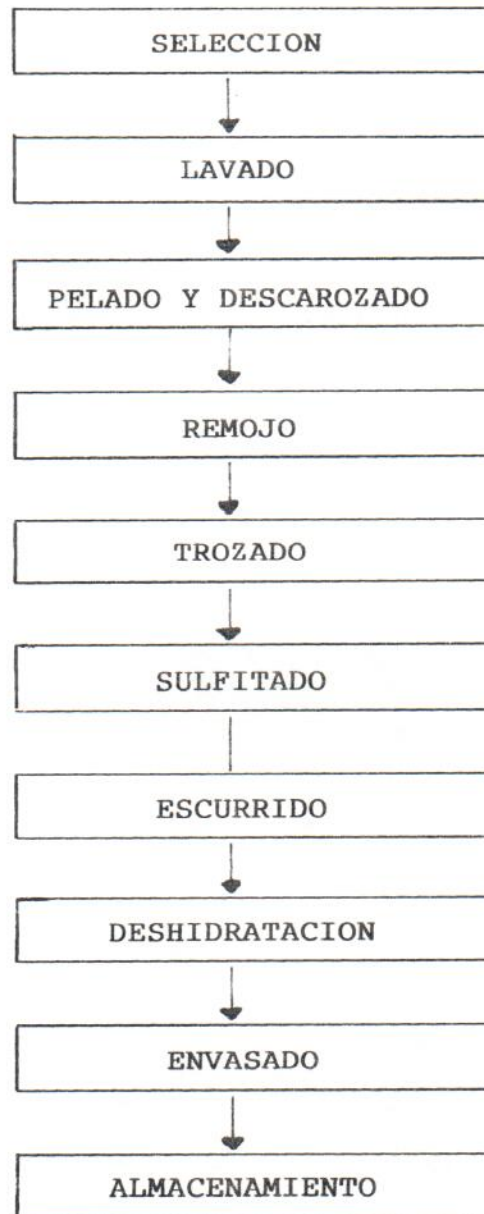 SELECCION
LAVADO
PELADO Y DESCAROZADO
REMOJO
TROZADO
SULFITADO
ESCURRIDO
DESHIDRATACION
ENVASADO
ALMACENAMIENTO